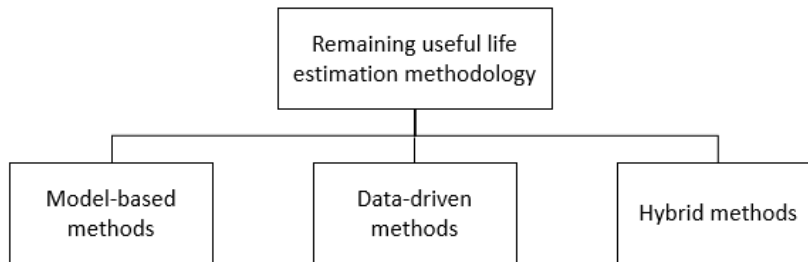 Remaining useful life
estimation methodology
Model-based
methods
Data-driven
methods
Hybrid methods